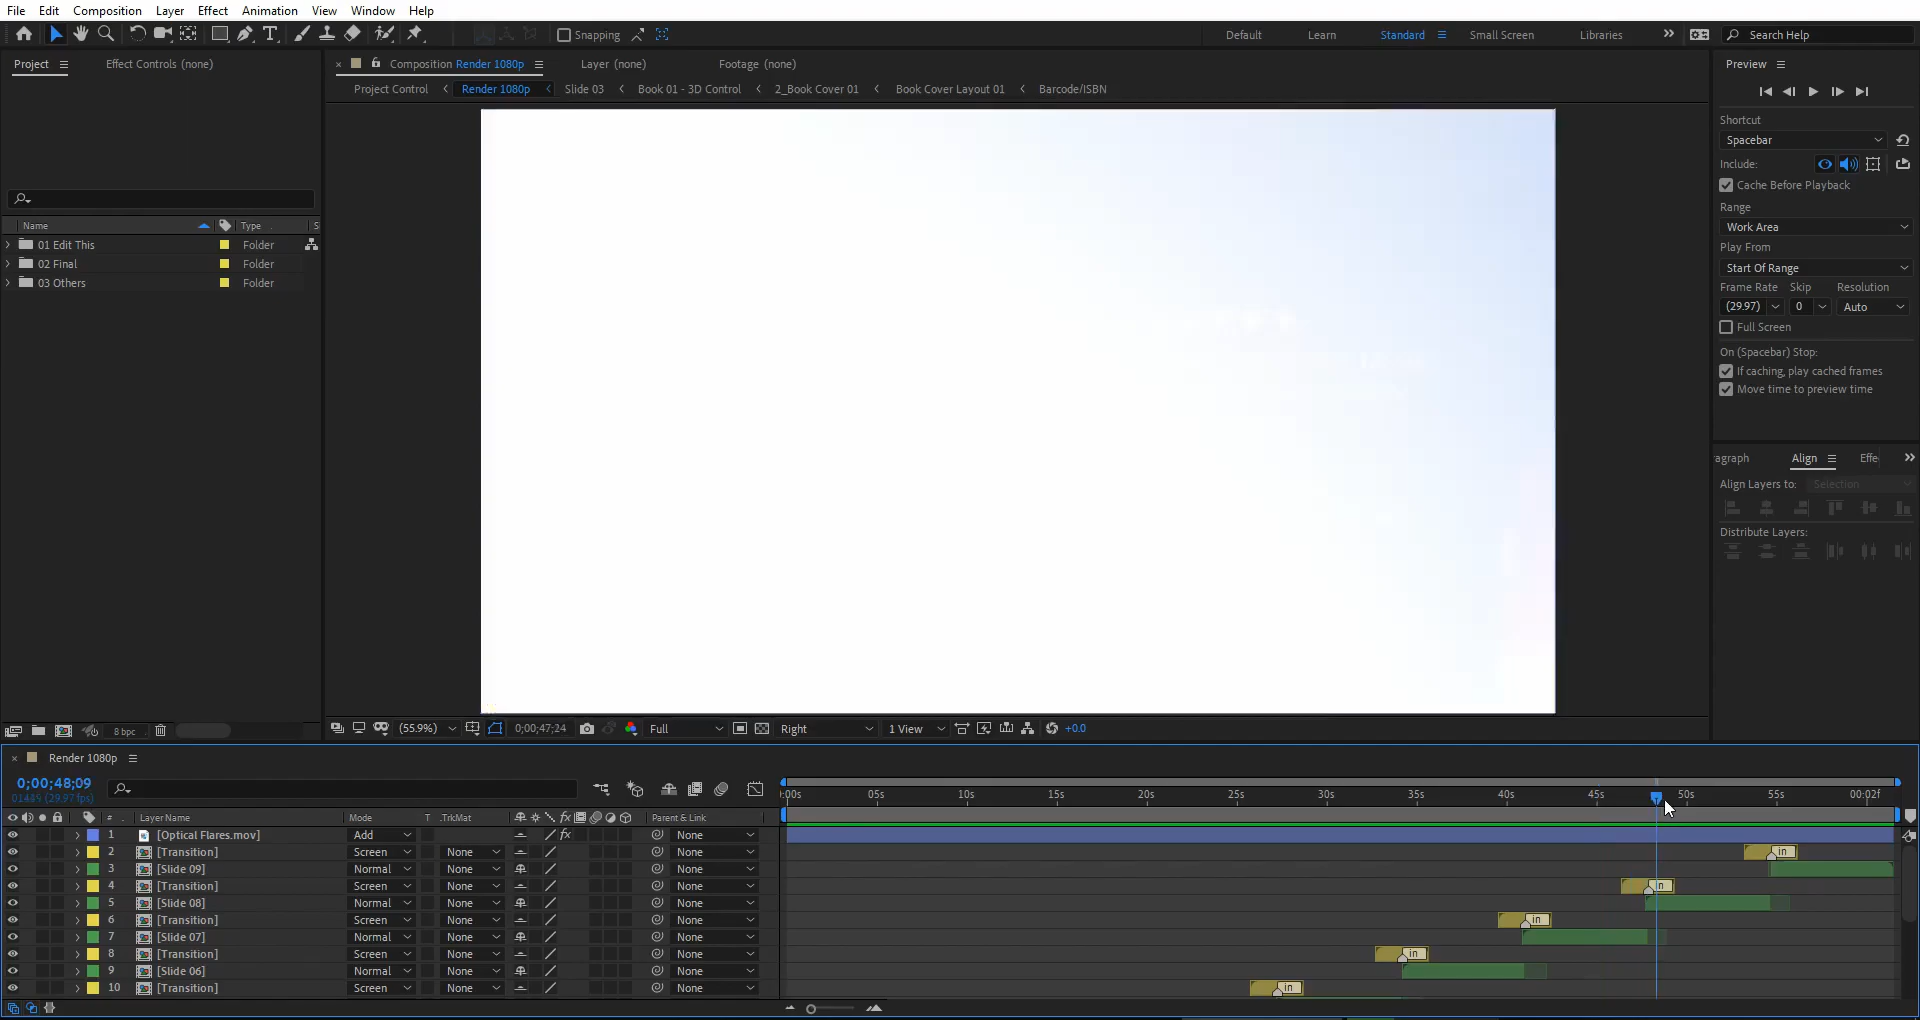 File Edit Composition Layer Effect Animation View Window Help
Snapping Default Learn Standard Small Screen Libraries Search Help
Project Effect Controls (none)
Composition Render 1080p Layer (none) Footage (none)
Project Control Render 1080p Slide 03 Book 01 - 3D Control 2_Book Cover 01 Book Cover Layout 01 Barcode/ISBN
Name Type S
01 Edit This Folder
02 Final Folder
03 Others Folder
8 bpc
(55.9%) 0;00;47;24 Full Right 1 View +0.0
Preview
Shortcut
Spacebar
Include:
Cache Before Playback
Range
Work Area
Play From
Start Of Range
Frame Rate Skip Resolution
(29.97) 0 Auto
Full Screen
On (Spacebar) Stop:
If caching, play cached frames
Move time to preview time
ragraph Align Effe
Align Layers to: Selection
Distribute Layers:
Render 1080p
0;00;48;09
01439 (29.97 fps)
:00s 05s 10s 15s 20s 25s 30s 35s 40s 45s 50s 55s 00:02f
# Layer Name Mode T .TrkMat fx Parent & Link
1 [Optical Flares.mov] Add fx None
2 [Transition] Screen None None in
3 [Slide 09] Normal None None
4 [Transition] Screen None None in
5 [Slide 08] Normal None None
6 [Transition] Screen None None in
7 [Slide 07] Normal None None
8 [Transition] Screen None None in
9 [Slide 06] Normal None None
10 [Transition] Screen None None in